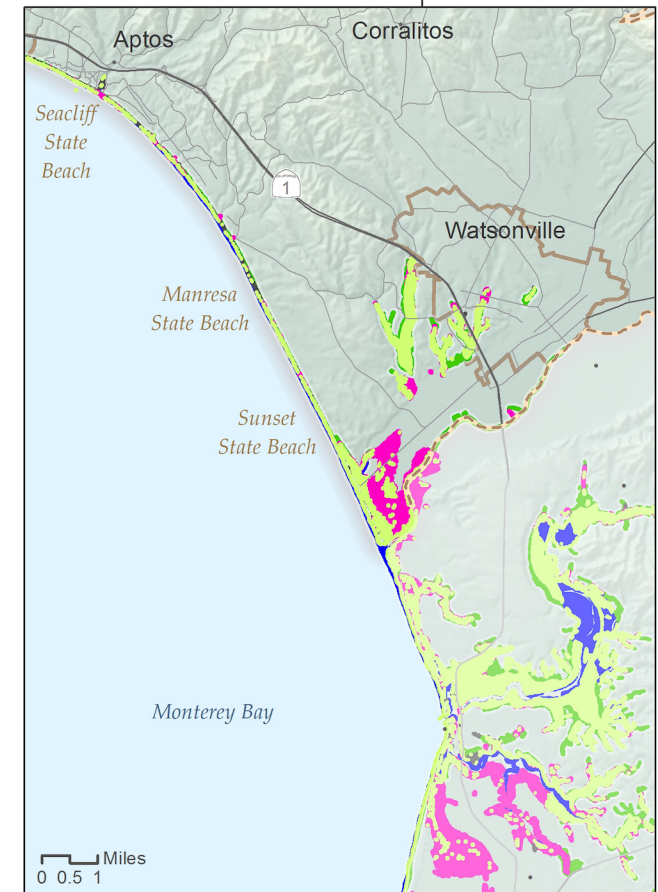 Aptos
Corralitos
Seacliff
State
Beach
1
Watsonville
Manresa
State Beach
Sunset
State Beach
Monterey Bay
Miles
0 0.5 1